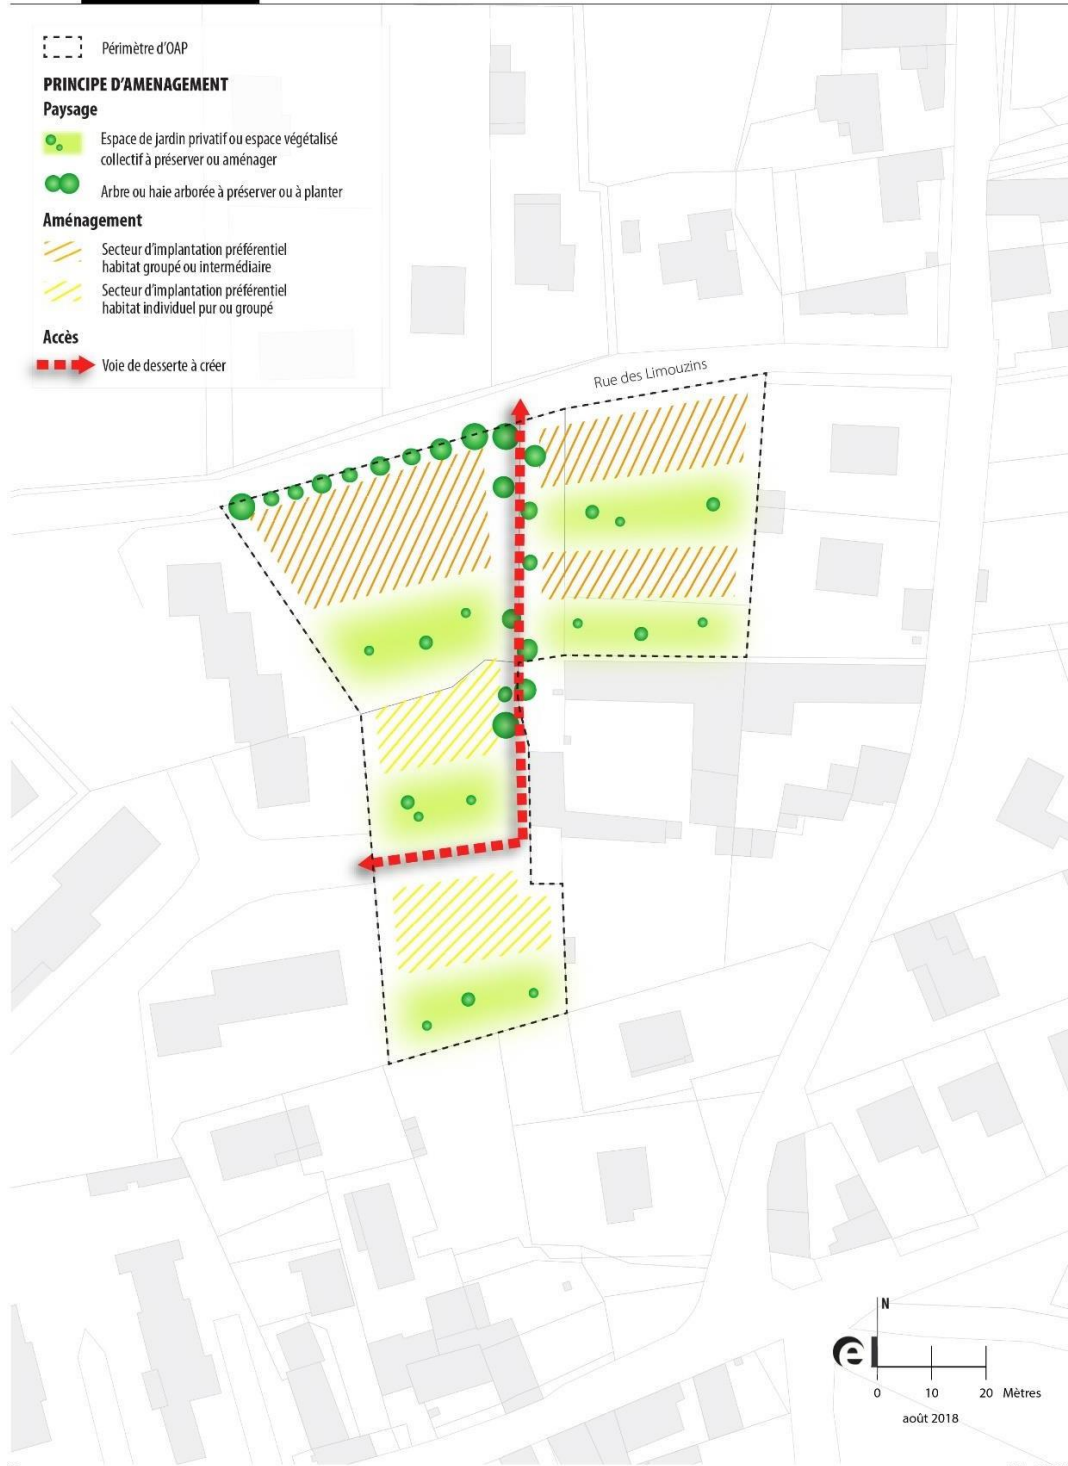 Périmètre d'OAP
PRINCIPE D'AMENAGEMENT
Paysage
Espace de jardin privatif ou espace végétalisé
collectif à préserver ou aménager
Arbre ou haie arborée à préserver ou à planter
Aménagement
Secteur d'implantation préférentiel
habitat groupé ou intermédiaire
Secteur d'implantation préférentiel
habitat individuel pur ou groupé
Accès
Voie de desserte à créer
Rue des Limouzins
N
e
0 10 20 Mètres
août 2018